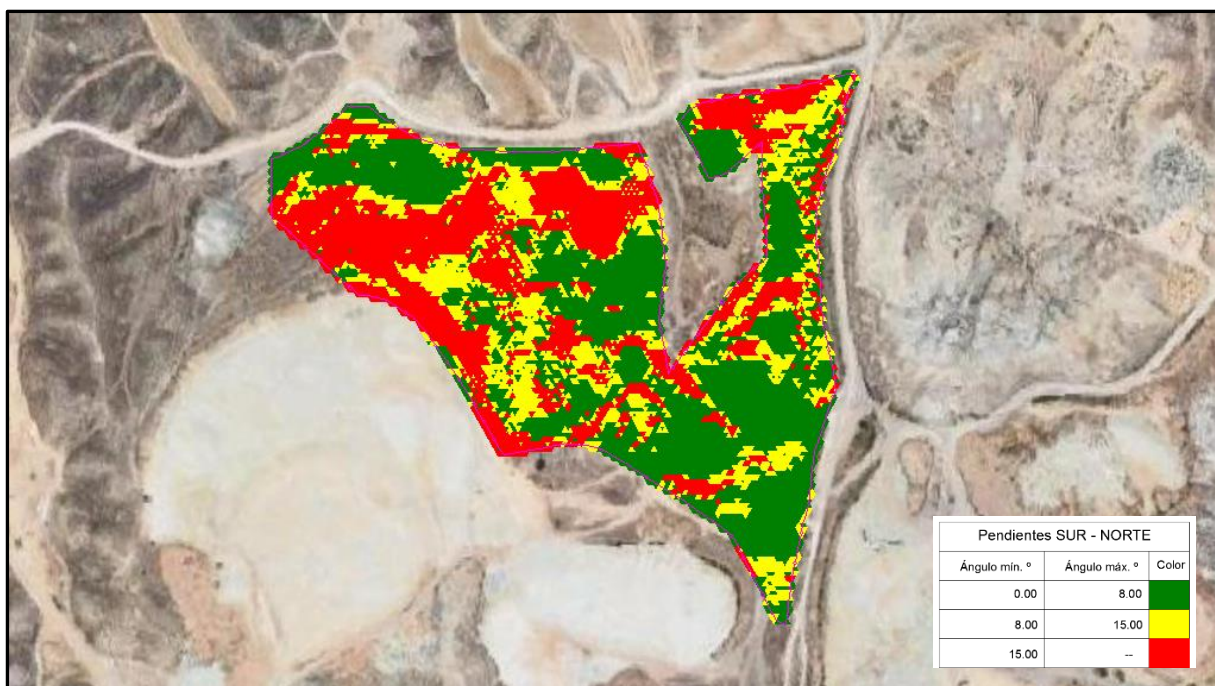 Pendientes SUR - NORTE
Ángulo mín. º Ángulo máx. º Color
0.00 8.00
8.00 15.00
15.00 --